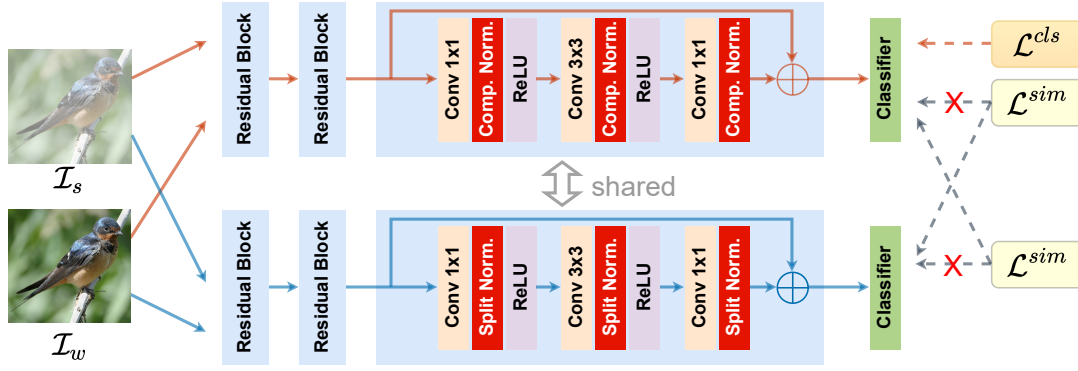 Residual Block
Residual Block
Conv 1x1
Comp. Norm.
ReLU
Conv 3x3
Comp. Norm.
ReLU
Conv 1x1
Comp. Norm.
Classifier
ℒ^{cls}
ℒ^{sim}
X
ℐ_s
shared
Residual Block
Residual Block
Conv 1x1
Split Norm.
ReLU
Conv 3x3
Split Norm.
ReLU
Conv 1x1
Split Norm.
Classifier
X
ℒ^{sim}
ℐ_w